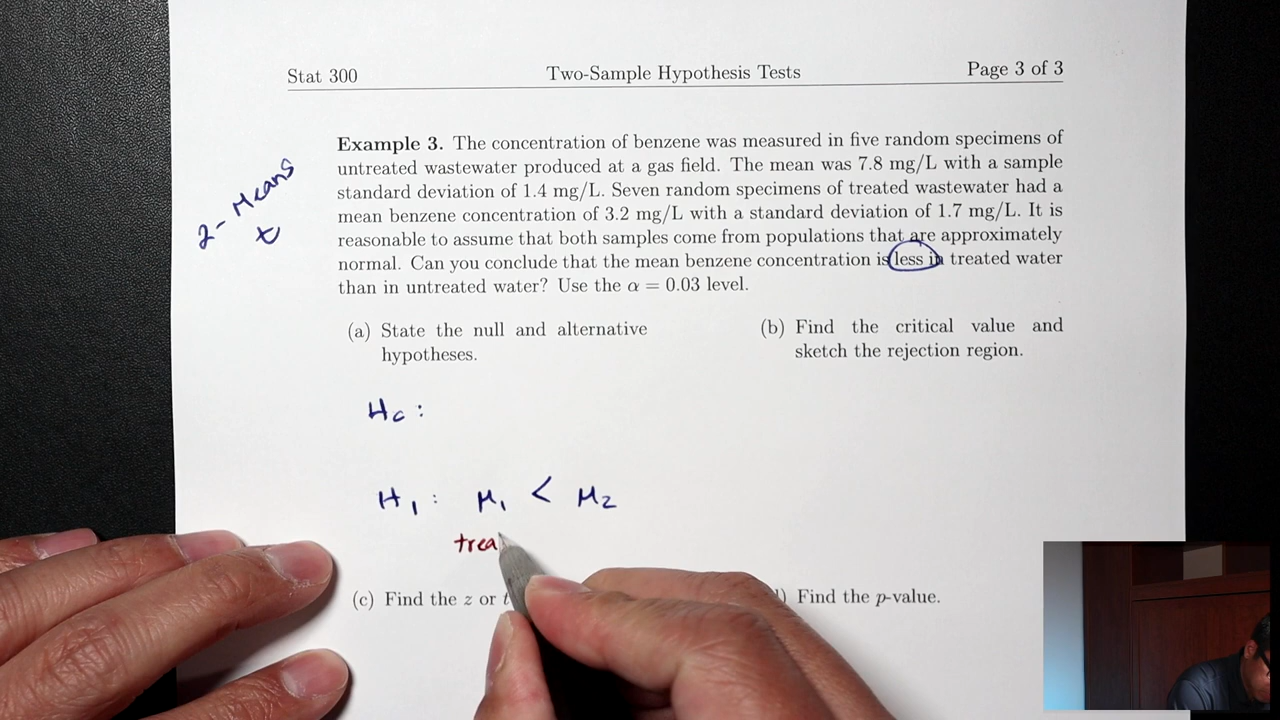 Stat 300 Two-Sample Hypothesis Tests Page 3 of 3
Example 3. The concentration of benzene was measured in five random specimens of
untreated wastewater produced at a gas field. The mean was 7.8 mg/L with a sample
standard deviation of 1.4 mg/L. Seven random specimens of treated wastewater had a
mean benzene concentration of 3.2 mg/L with a standard deviation of 1.7 mg/L. It is
reasonable to assume that both samples come from populations that are approximately
normal. Can you conclude that the mean benzene concentration is less in treated water
than in untreated water? Use the α = 0.03 level.
2-Means
t
(a) State the null and alternative
hypotheses.
(b) Find the critical value and
sketch the rejection region.
H₀ :
H₁ : μ₁ < μ₂
trea
(c) Find the z or t
) Find the p-value.